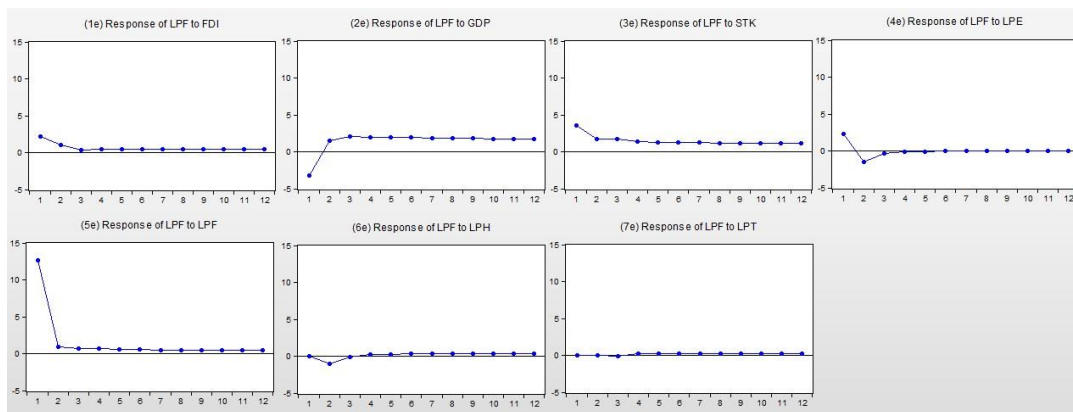 (1e) Response of LPF to FDI
15
10
5
0
-5
1 2 3 4 5 6 7 8 9 10 11 12
(2e) Response of LPF to GDP
15
10
5
0
-5
1 2 3 4 5 6 7 8 9 10 11 12
(3e) Response of LPF to STK
15
10
5
0
-5
1 2 3 4 5 6 7 8 9 10 11 12
(4e) Response of LPF to LPE
15
10
5
0
-5
1 2 3 4 5 6 7 8 9 10 11 12
(5e) Response of LPF to LPF
15
10
5
0
-5
1 2 3 4 5 6 7 8 9 10 11 12
(6e) Response of LPF to LPH
15
10
5
0
-5
1 2 3 4 5 6 7 8 9 10 11 12
(7e) Response of LPF to LPT
15
10
5
0
-5
1 2 3 4 5 6 7 8 9 10 11 12